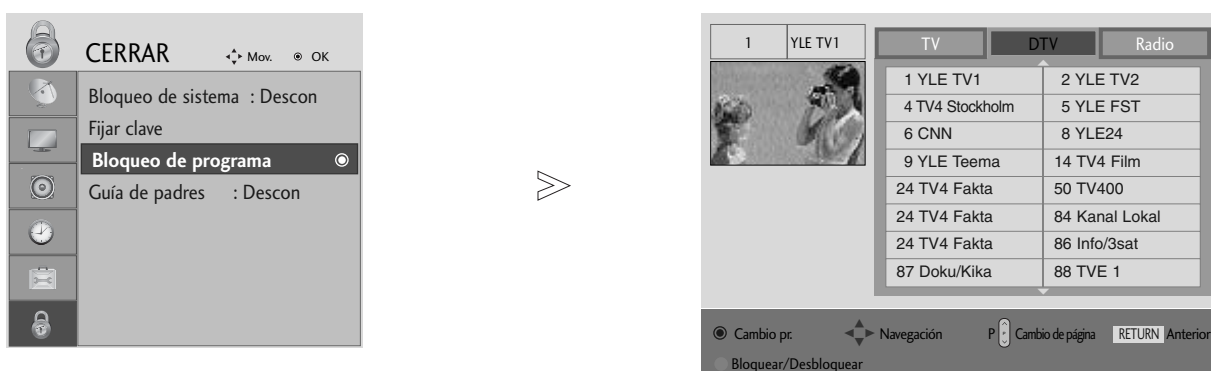 CERRAR Mov. OK
Bloqueo de sistema : Descon
Fijar clave
Bloqueo de programa
Guía de padres : Descon
1 YLE TV1
TV DTV Radio
1 YLE TV1 2 YLE TV2
4 TV4 Stockholm 5 YLE FST
6 CNN 8 YLE24
9 YLE Teema 14 TV4 Film
24 TV4 Fakta 50 TV400
24 TV4 Fakta 84 Kanal Lokal
24 TV4 Fakta 86 Info/3sat
87 Doku/Kika 88 TVE 1
Cambio pr. Navegación P Cambio de página RETURN Anterior
Bloquear/Desbloquear